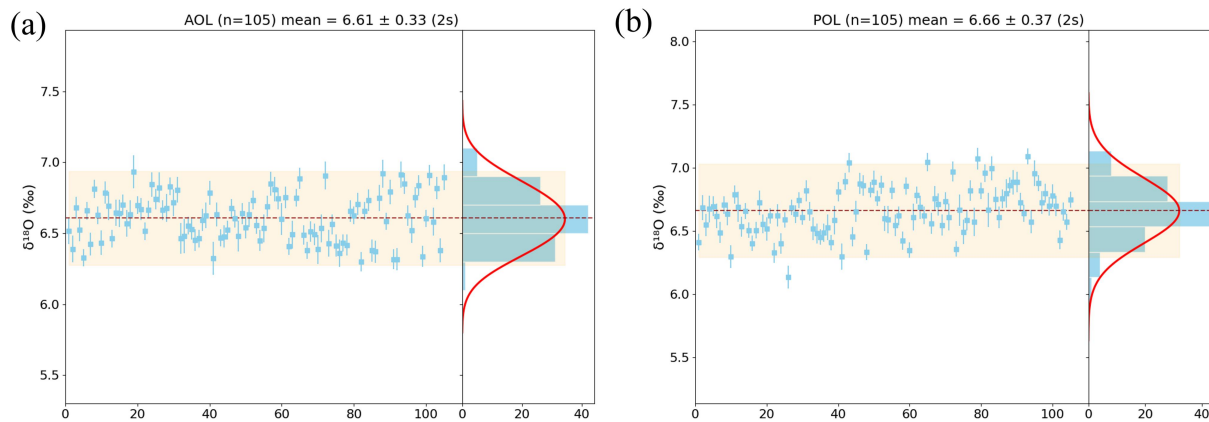 (a)
AOL (n=105) mean = 6.61 ± 0.33 (2s)
δ¹⁸O (‰)
7.5
7.0
6.5
6.0
5.5
0 20 40 60 80 100 0 20 40
(b)
POL (n=105) mean = 6.66 ± 0.37 (2s)
δ¹⁸O (‰)
8.0
7.5
7.0
6.5
6.0
5.5
0 20 40 60 80 100 0 20 40